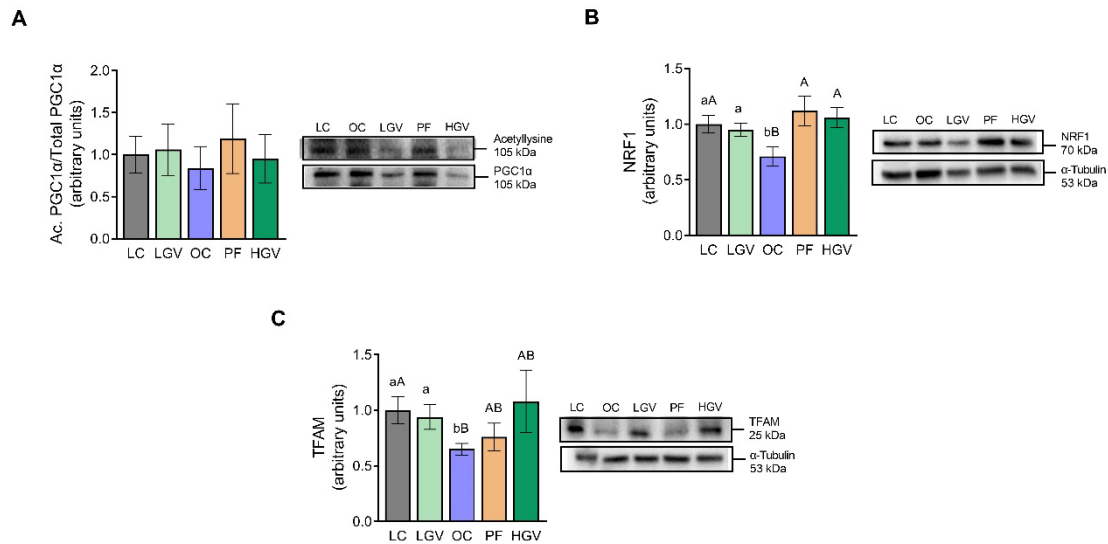 A
Ac. PGC1α/Total PGC1α
(arbitrary units)
2.0
1.5
1.0
0.5
0.0
LC LGV OC PF HGV
LC OC LGV PF HGV
Acetyllysine
105 kDa
PGC1α
105 kDa
B
NRF1
(arbitrary units)
1.5
1.0
0.5
0.0
aA a bB A A
LC LGV OC PF HGV
LC OC LGV PF HGV
NRF1
70 kDa
α-Tubulin
53 kDa
C
TFAM
(arbitrary units)
1.5
1.0
0.5
0.0
aA a bB AB AB
LC LGV OC PF HGV
LC OC LGV PF HGV
TFAM
25 kDa
α-Tubulin
53 kDa